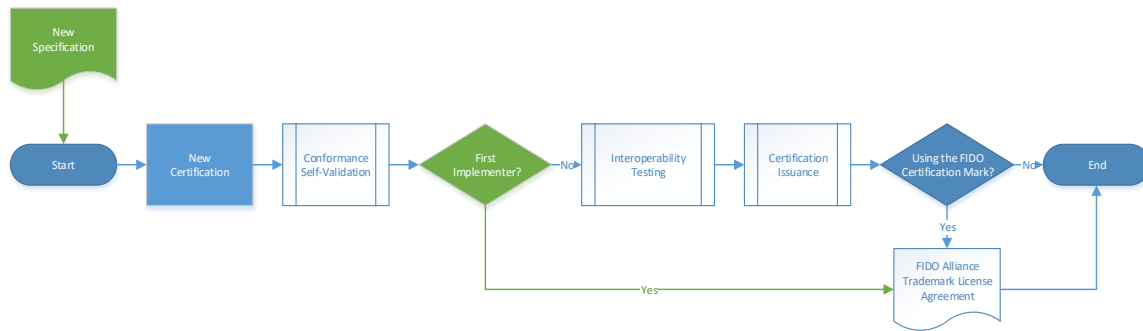 New
Specification
Start
New
Certification
Conformance
Self-Validation
First
Implementer?
No
Interoperability
Testing
Certification
Issuance
Using the FIDO
Certification Mark?
No
End
Yes
FIDO Alliance
Trademark License
Agreement
Yes